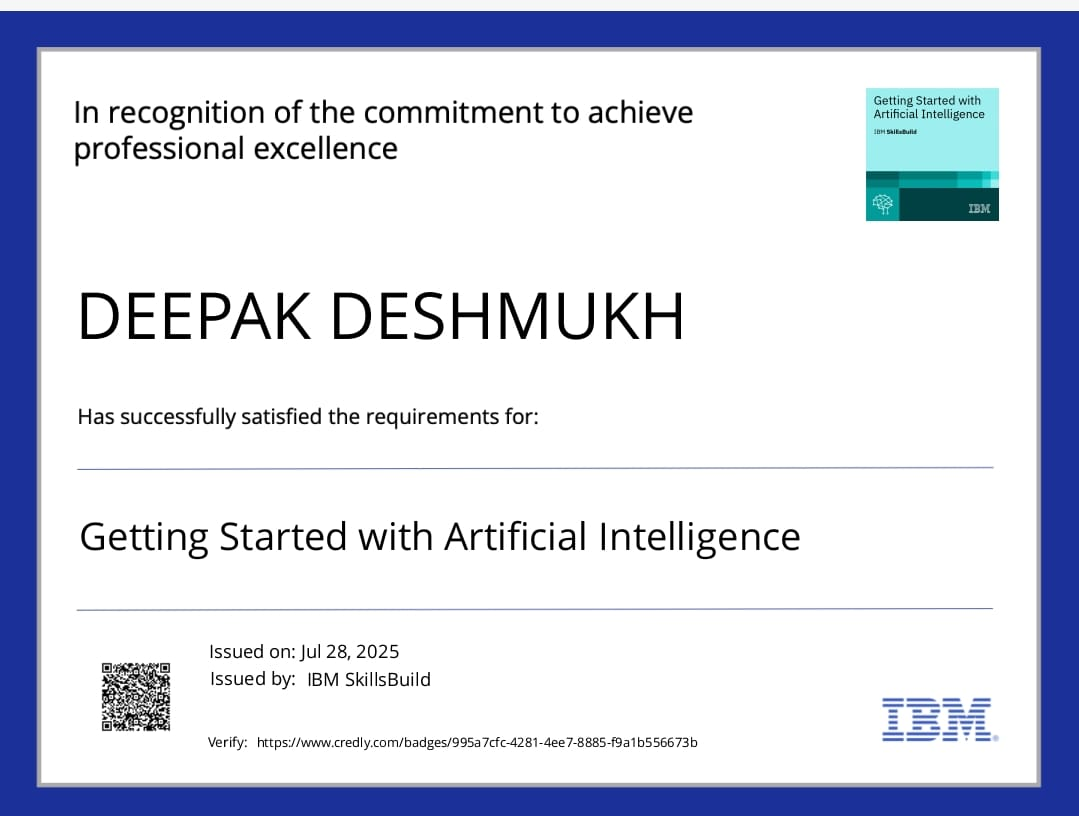 In recognition of the commitment to achieve
professional excellence
Getting Started with
Artificial Intelligence
IBM SkillsBuild
IBM
DEEPAK DESHMUKH
Has successfully satisfied the requirements for:
Getting Started with Artificial Intelligence
Issued on: Jul 28, 2025
Issued by: IBM SkillsBuild
Verify: https://www.credly.com/badges/995a7cfc-4281-4ee7-8885-f9a1b556673b
IBM®